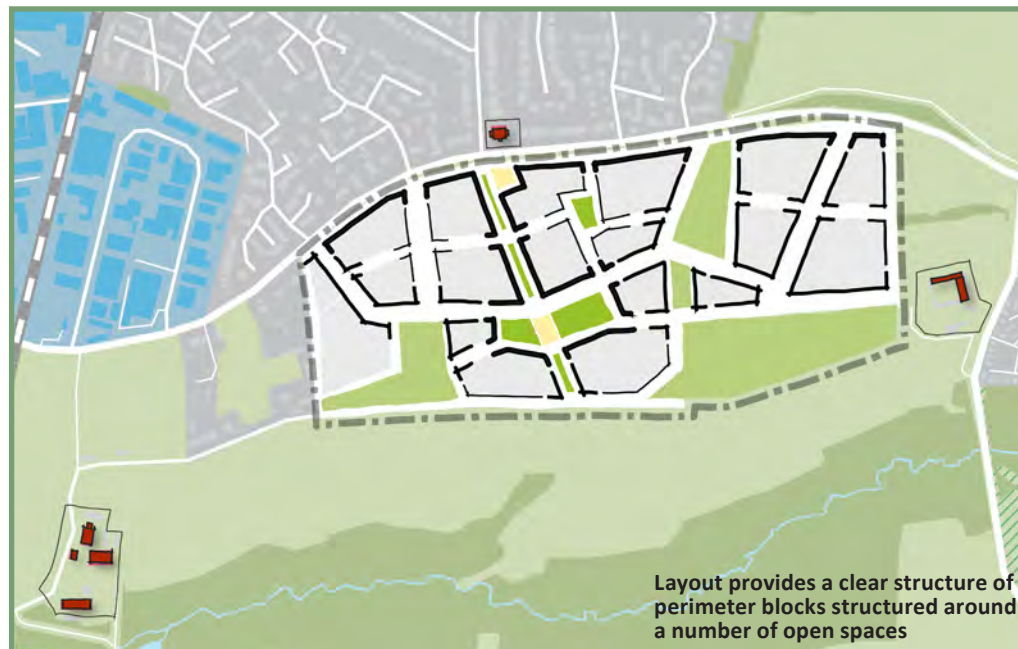 Layout provides a clear structure of
perimeter blocks structured around
a number of open spaces